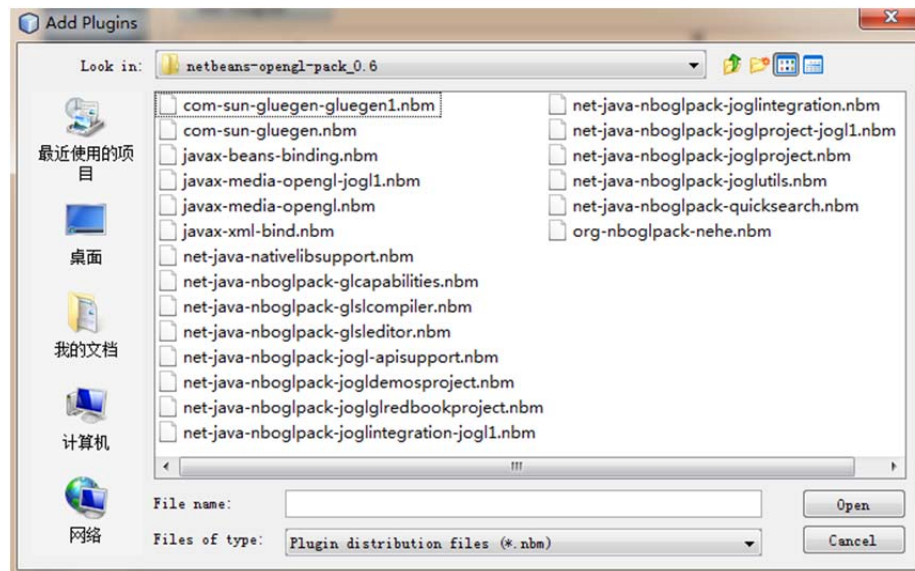 Add Plugins
Look in:
netbeans-opengl-pack_0.6
最近使用的项
目
桌面
我的文档
计算机
网络
com-sun-gluegen-gluegen1.nbm
com-sun-gluegen.nbm
javax-beans-binding.nbm
javax-media-opengl-jogl1.nbm
javax-media-opengl.nbm
javax-xml-bind.nbm
net-java-nativelibsupport.nbm
net-java-nboglpack-glcapabilities.nbm
net-java-nboglpack-glslcompiler.nbm
net-java-nboglpack-glsleditor.nbm
net-java-nboglpack-jogl-apisupport.nbm
net-java-nboglpack-jogldemosproject.nbm
net-java-nboglpack-joglglredbookproject.nbm
net-java-nboglpack-joglintegration-jogl1.nbm
net-java-nboglpack-joglintegration.nbm
net-java-nboglpack-joglproject-jogl1.nbm
net-java-nboglpack-joglproject.nbm
net-java-nboglpack-joglutils.nbm
net-java-nboglpack-quicksearch.nbm
org-nboglpack-nehe.nbm
File name:
Open
Files of type:
Plugin distribution files (*.nbm)
Cancel